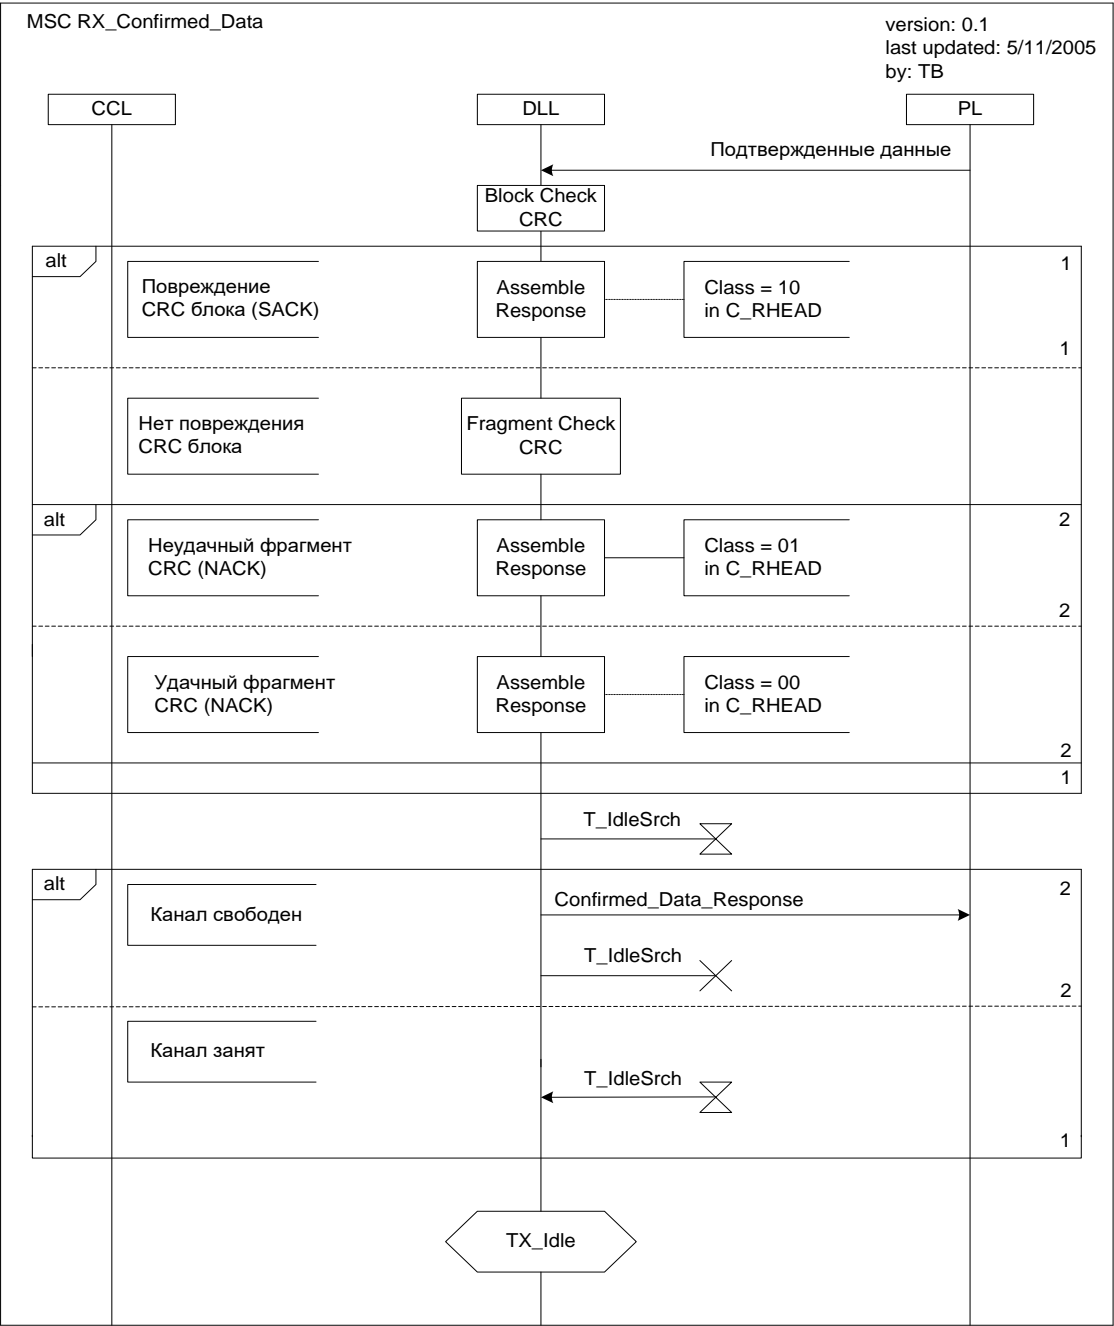 MSC RX_Confirmed_Data
version: 0.1
last updated: 5/11/2005
by: TB
CCL
DLL
PL
Подтвержденные данные
Block Check
CRC
alt
1
Повреждение
CRC блока (SACK)
Assemble
Response
Class = 10
in C_RHEAD
1
Нет повреждения
CRC блока
Fragment Check
CRC
alt
2
Неудачный фрагмент
CRC (NACK)
Assemble
Response
Class = 01
in C_RHEAD
2
Удачный фрагмент
CRC (NACK)
Assemble
Response
Class = 00
in C_RHEAD
2
1
T_IdleSrch
alt
2
Канал свободен
Confirmed_Data_Response
T_IdleSrch
2
Канал занят
T_IdleSrch
1
TX_Idle